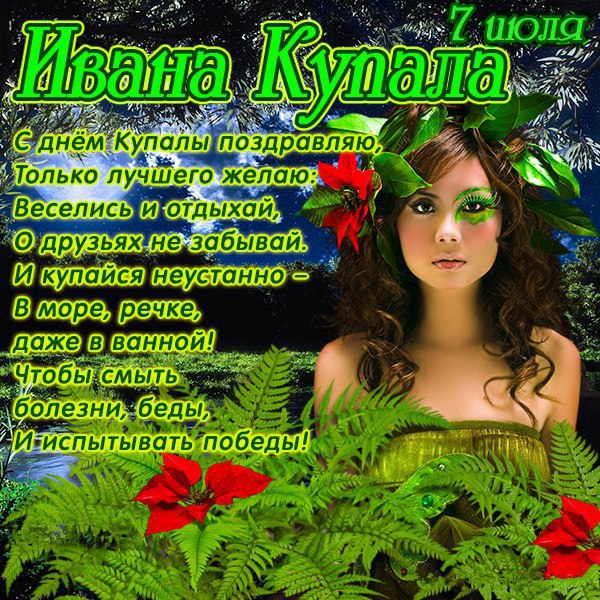 7 июля
Ивана Купала
С днём Купалы поздравляю,
Только лучшего желаю:
Веселись и отдыхай,
О друзьях не забывай.
И купайся неустанно –
В море, речке,
даже в ванной!
Чтобы смыть
болезни, беды,
И испытывать победы!